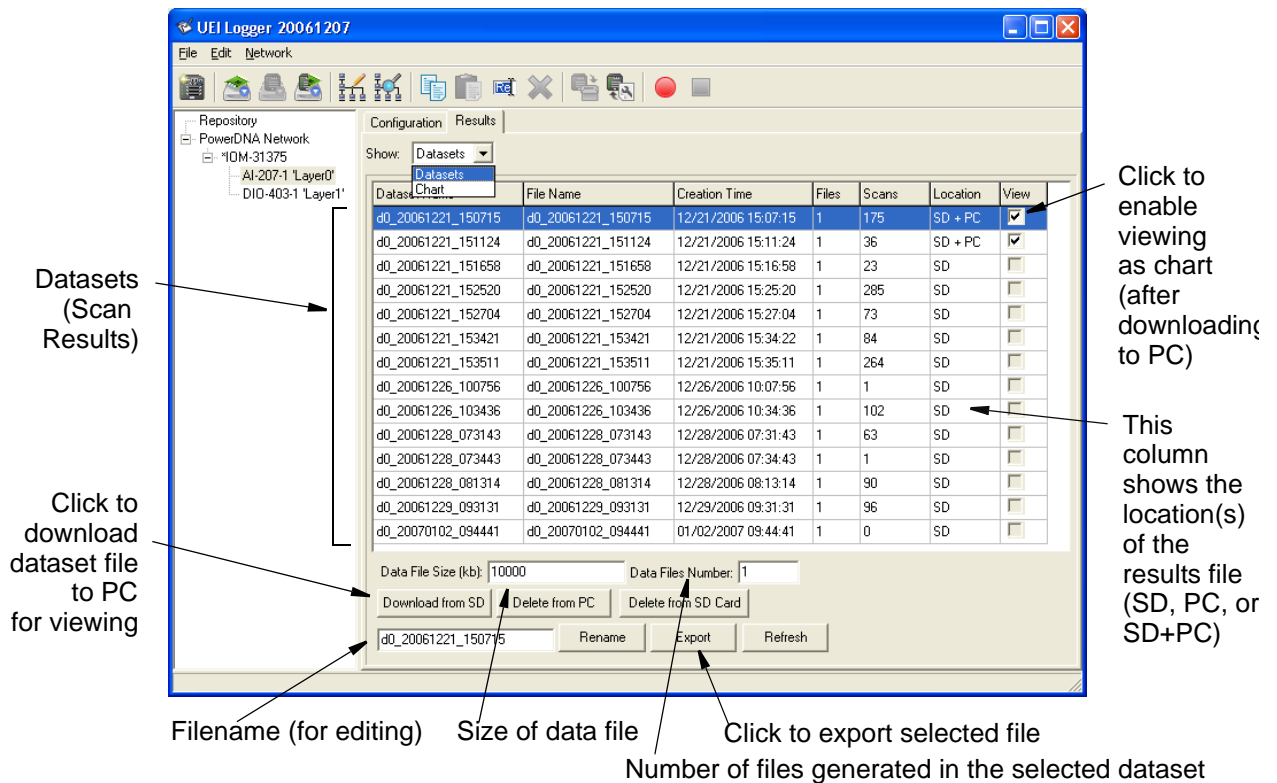 UEI Logger 20061207
File Edit Network
Repository
PowerDNA Network
*IOM-31375
AI-207-1 'Layer0'
DIO-403-1 'Layer1'
Configuration Results
Show: Datasets
Datasets
Chart
File Name Creation Time Files Scans Location View
d0_20061221_150715 d0_20061221_150715 12/21/2006 15:07:15 1 175 SD + PC
d0_20061221_151124 d0_20061221_151124 12/21/2006 15:11:24 1 36 SD + PC
d0_20061221_151658 d0_20061221_151658 12/21/2006 15:16:58 1 23 SD
d0_20061221_152520 d0_20061221_152520 12/21/2006 15:25:20 1 285 SD
d0_20061221_152704 d0_20061221_152704 12/21/2006 15:27:04 1 73 SD
d0_20061221_153421 d0_20061221_153421 12/21/2006 15:34:22 1 84 SD
d0_20061221_153511 d0_20061221_153511 12/21/2006 15:35:11 1 264 SD
d0_20061226_100756 d0_20061226_100756 12/26/2006 10:07:56 1 1 SD
d0_20061226_103436 d0_20061226_103436 12/26/2006 10:34:36 1 102 SD
d0_20061228_073143 d0_20061228_073143 12/28/2006 07:31:43 1 63 SD
d0_20061228_073443 d0_20061228_073443 12/28/2006 07:34:43 1 1 SD
d0_20061228_081314 d0_20061228_081314 12/28/2006 08:13:14 1 90 SD
d0_20061229_093131 d0_20061229_093131 12/29/2006 09:31:31 1 96 SD
d0_20070102_094441 d0_20070102_094441 01/02/2007 09:44:41 1 0 SD
Data File Size (kb): 10000 Data Files Number: 1
Download from SD Delete from PC Delete from SD Card
d0_20061221_150715 Rename Export Refresh
Datasets
(Scan
Results)
Click to
download
dataset file
to PC
for viewing
Click to
enable
viewing
as chart
(after
downloading
to PC)
This
column
shows the
location(s)
of the
results file
(SD, PC, or
SD+PC)
Filename (for editing)
Size of data file
Click to export selected file
Number of files generated in the selected dataset